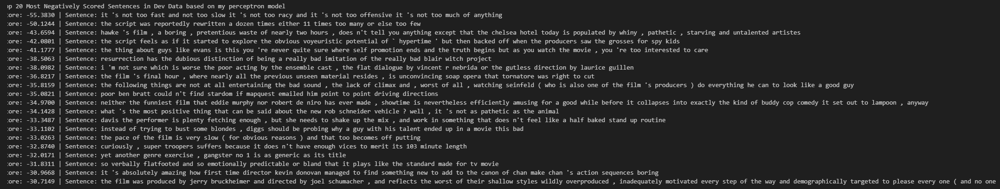 op 20 Most Negatively Scored Sentences in Dev Data based on my perceptron model
ore: -55.3830 | Sentence: it 's not too fast and not too slow it 's not too racy and it 's not too offensive it 's not too much of anything
ore: -50.1244 | Sentence: the script was reportedly rewritten a dozen times either 11 times too many or else too few
ore: -43.6594 | Sentence: hawke 's film , a boring , pretentious waste of nearly two hours , does n't tell you anything except that the chelsea hotel today is populated by whiny , pathetic , starving and untalented artistes
ore: -42.0801 | Sentence: the script feels as if it started to explore the obvious voyeuristic potential of ` hypertime ' but then backed off when the producers saw the grosses for spy kids
ore: -41.1777 | Sentence: the thing about guys like evans is this you 're never quite sure where self promotion ends and the truth begins but as you watch the movie , you 're too interested to care
ore: -38.5063 | Sentence: resurrection has the dubious distinction of being a really bad imitation of the really bad blair witch project
ore: -38.0982 | Sentence: i 'm not sure which is worse the poor acting by the ensemble cast , the flat dialogue by vincent r nebrida or the gutless direction by laurice guillen
ore: -36.8217 | Sentence: the film 's final hour , where nearly all the previous unseen material resides , is unconvincing soap opera that tornatore was right to cut
ore: -35.8159 | Sentence: the following things are not at all entertaining the bad sound , the lack of climax and , worst of all , watching seinfeld ( who is also one of the film 's producers ) do everything he can to look like a good guy
ore: -35.0821 | Sentence: poor ben bratt could n't find stardom if mapquest emailed him point to point driving directions
ore: -34.9700 | Sentence: neither the funniest film that eddie murphy nor robert de niro has ever made , showtime is nevertheless efficiently amusing for a good while before it collapses into exactly the kind of buddy cop comedy it set out to lampoon , anyway
ore: -34.1428 | Sentence: what 's the most positive thing that can be said about the new rob schneider vehicle ? well , it 's not as pathetic as the animal
ore: -33.3487 | Sentence: davis the performer is plenty fetching enough , but she needs to shake up the mix , and work in something that does n't feel like a half baked stand up routine
ore: -33.1102 | Sentence: instead of trying to bust some blondes , diggs should be probing why a guy with his talent ended up in a movie this bad
ore: -33.0263 | Sentence: the pace of the film is very slow ( for obvious reasons ) and that too becomes off putting
ore: -32.8740 | Sentence: curiously , super troopers suffers because it does n't have enough vices to merit its 103 minute length
ore: -32.0171 | Sentence: yet another genre exercise , gangster no 1 is as generic as its title
ore: -31.8311 | Sentence: so verbally flatfooted and so emotionally predictable or bland that it plays like the standard made for tv movie
ore: -30.9668 | Sentence: it 's absolutely amazing how first time director kevin donovan managed to find something new to add to the canon of chan make chan 's action sequences boring
ore: -30.7149 | Sentence: the film was produced by jerry bruckheimer and directed by joel schumacher , and reflects the worst of their shallow styles wildly overproduced , inadequately motivated every step of the way and demographically targeted to please every one ( and no one